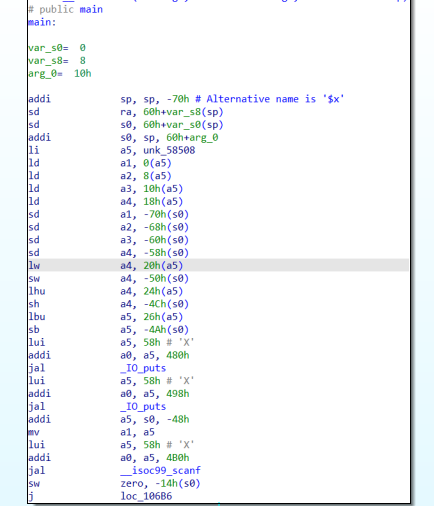 # public main
main:
var_s0= 0
var_s8= 8
arg_0= 10h
addi sp, sp, -70h # Alternative name is '$x'
sd ra, 60h+var_s8(sp)
sd s0, 60h+var_s0(sp)
addi s0, sp, 60h+arg_0
li a5, unk_58508
ld a1, 0(a5)
ld a2, 8(a5)
ld a3, 10h(a5)
ld a4, 18h(a5)
sd a1, -70h(s0)
sd a2, -68h(s0)
sd a3, -60h(s0)
sd a4, -58h(s0)
lw a4, 20h(a5)
sw a4, -50h(s0)
lhu a4, 24h(a5)
sh a4, -4Ch(s0)
lbu a5, 26h(a5)
sb a5, -4Ah(s0)
lui a5, 58h # 'X'
addi a0, a5, 480h
jal _IO_puts
lui a5, 58h # 'X'
addi a0, a5, 498h
jal _IO_puts
addi a5, s0, -48h
mv a1, a5
lui a5, 58h # 'X'
addi a0, a5, 4B0h
jal __isoc99_scanf
sw zero, -14h(s0)
j loc_106B6